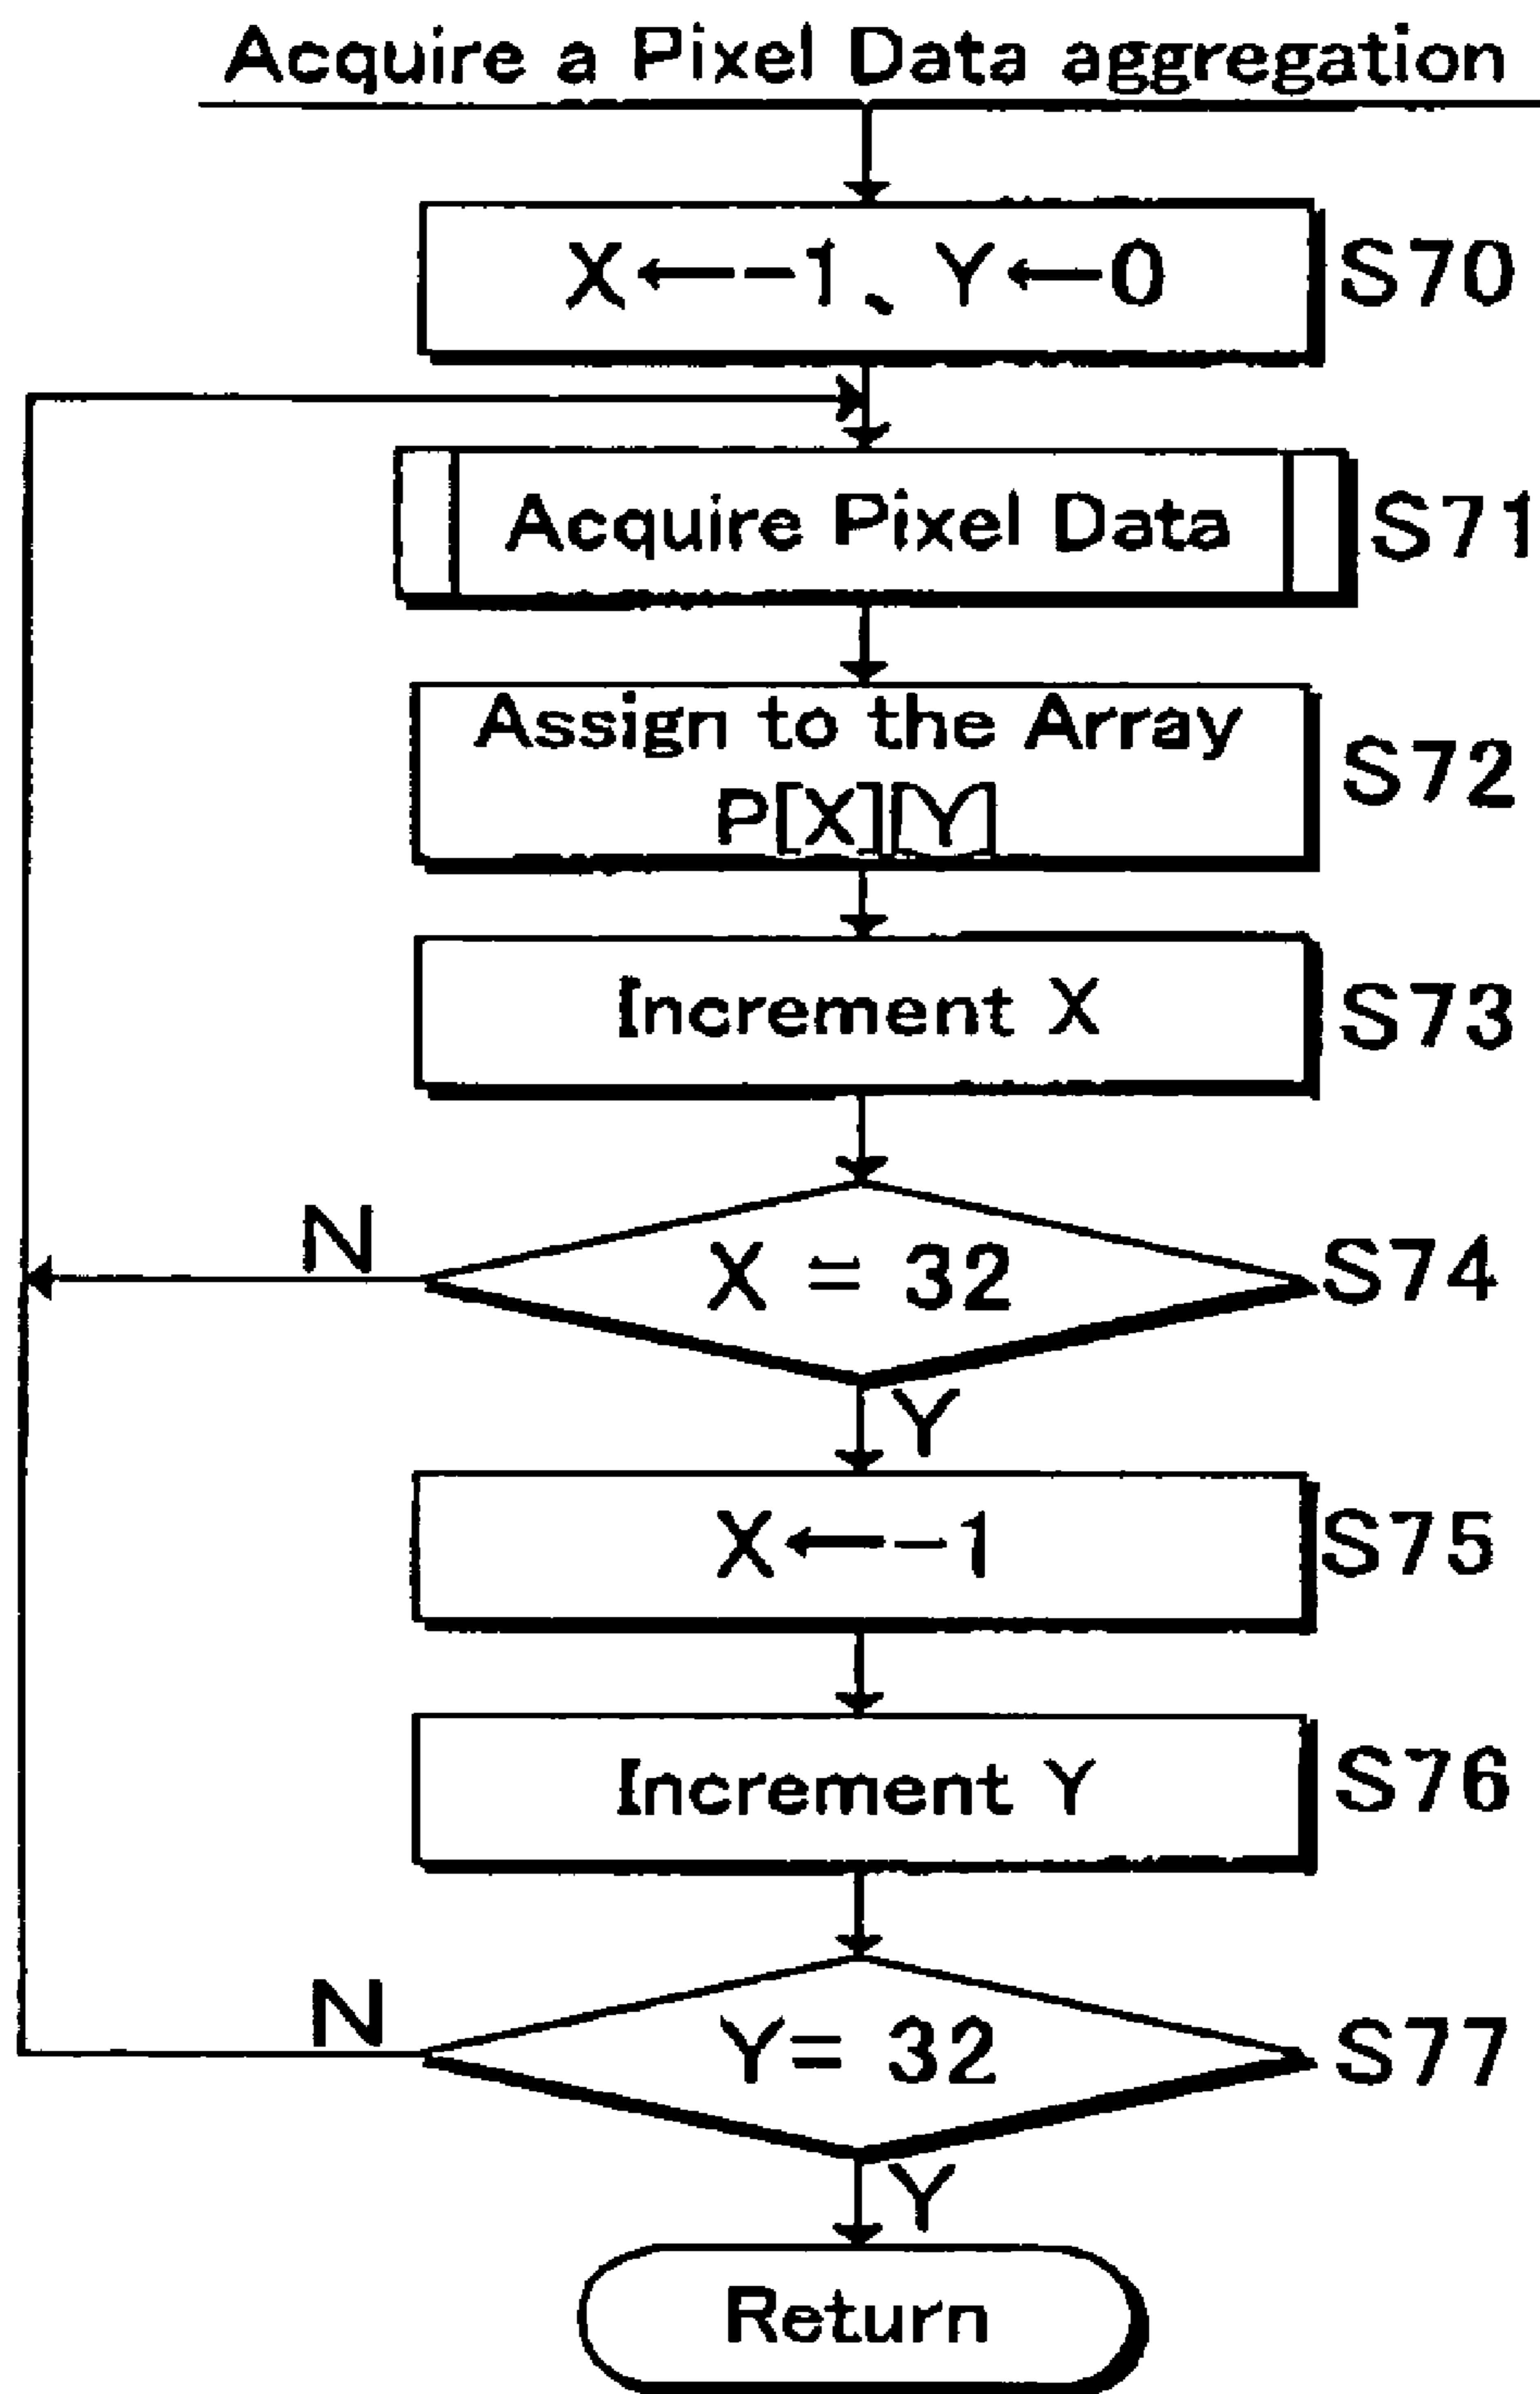 Acquire a Pixel Data aggregation
X←-1、Y←0
S70
Acquire Pixel Data
S71
Assign to the Array
P[X][Y]
S72
Increment X
S73
N
X = 32
S74
Y
X←-1
S75
Increment Y
S76
N
Y= 32
S77
Y
Return